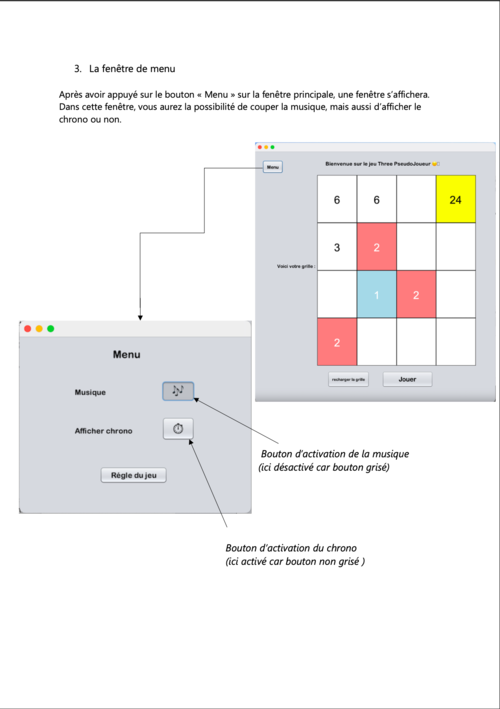 3. La fenêtre de menu
Après avoir appuyé sur le bouton « Menu » sur la fenêtre principale, une fenêtre s’affichera.
Dans cette fenêtre, vous aurez la possibilité de couper la musique, mais aussi d’afficher le
chrono ou non.
Menu
Bienvenue sur le jeu Three PseudoJoueur
6 6 24
3 2
Voici votre grille :
1 2
2
recharger la grille Jouer
Menu
Musique
Afficher chrono
Règle du jeu
Bouton d’activation de la musique
(ici désactivé car bouton grisé)
Bouton d’activation du chrono
(ici activé car bouton non grisé )